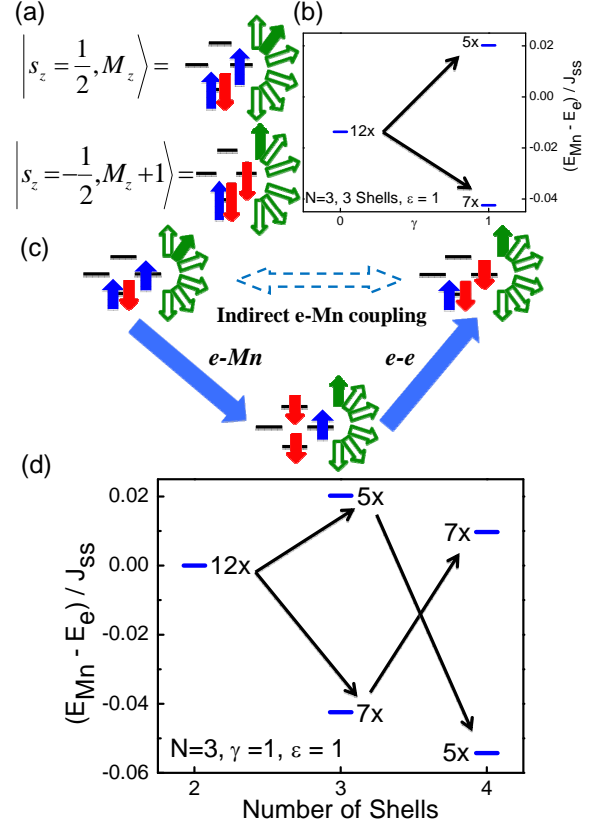 (a)
|s_z = 1/2, M_z⟩ =
|s_z = -1/2, M_z + 1⟩ =
(b)
5x
12x
7x
0.02
0.00
-0.02
-0.04
(E_Mn - E_e) / J_ss
N=3, 3 Shells, ε = 1
0
γ
1
(c)
Indirect e-Mn coupling
e-Mn
e-e
(d)
0.02
0.00
-0.02
-0.04
-0.06
(E_Mn - E_e) / J_ss
12x
5x
7x
7x
5x
N=3, γ =1, ε = 1
2
3
4
Number of Shells